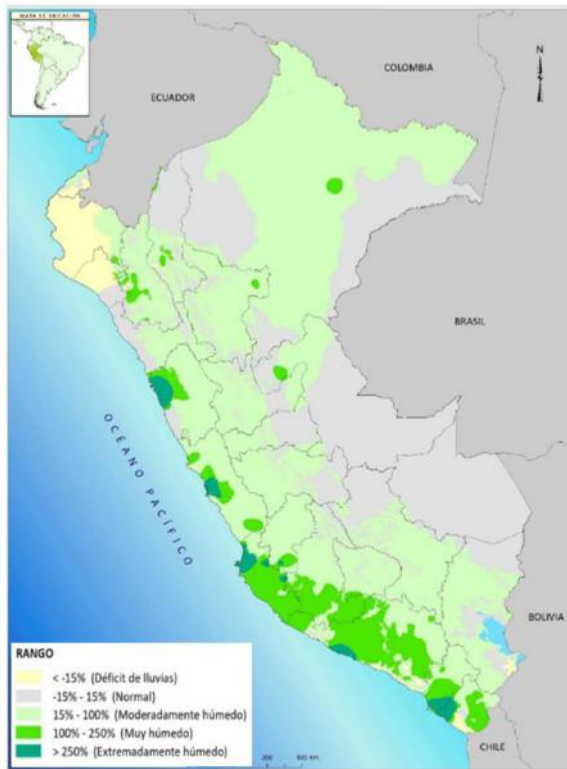 MAPA DE UBICACIÓN
N
COLOMBIA
ECUADOR
BRASIL
OCÉANO PACÍFICO
BOLIVIA
CHILE
RANGO
< -15% (Déficit de lluvias)
-15% - 15% (Normal)
15% - 100% (Moderadamente húmedo)
100% - 250% (Muy húmedo)
> 250% (Extremadamente húmedo)
200